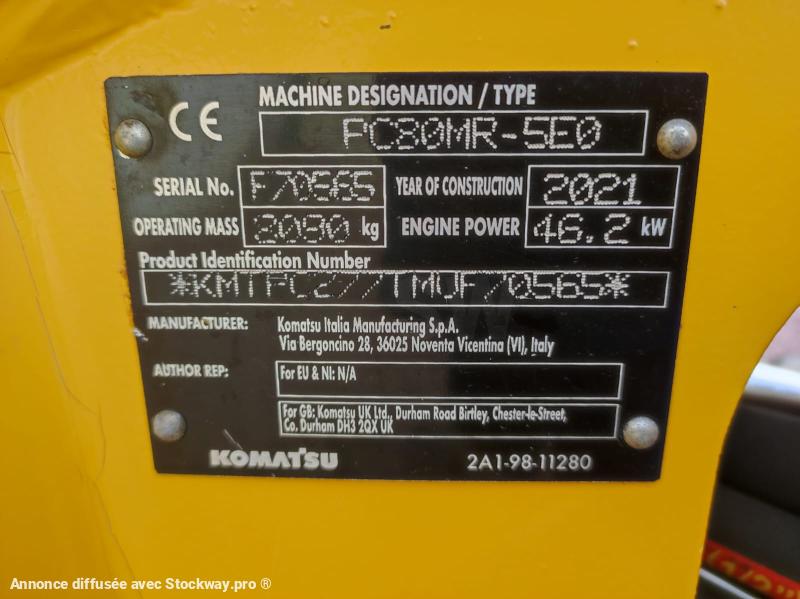 CE
MACHINE DESIGNATION / TYPE
PC80MR-5E0
SERIAL No. F70565 YEAR OF CONSTRUCTION 2021
OPERATING MASS 8090 kg ENGINE POWER 46.2 kW
Product Identification Number
*KMTPC277TMUF70565*
MANUFACTURER: Komatsu Italia Manufacturing S.p.A.
Via Bergoncino 28, 36025 Noventa Vicentina (VI), Italy
AUTHOR REP: For EU & NI: N/A
For GB: Komatsu UK Ltd., Durham Road Birtley, Chester-le-Street,
Co. Durham DH3 2QX UK
KOMATSU 2A1-98-11280
Annonce diffusée avec Stockway.pro ®